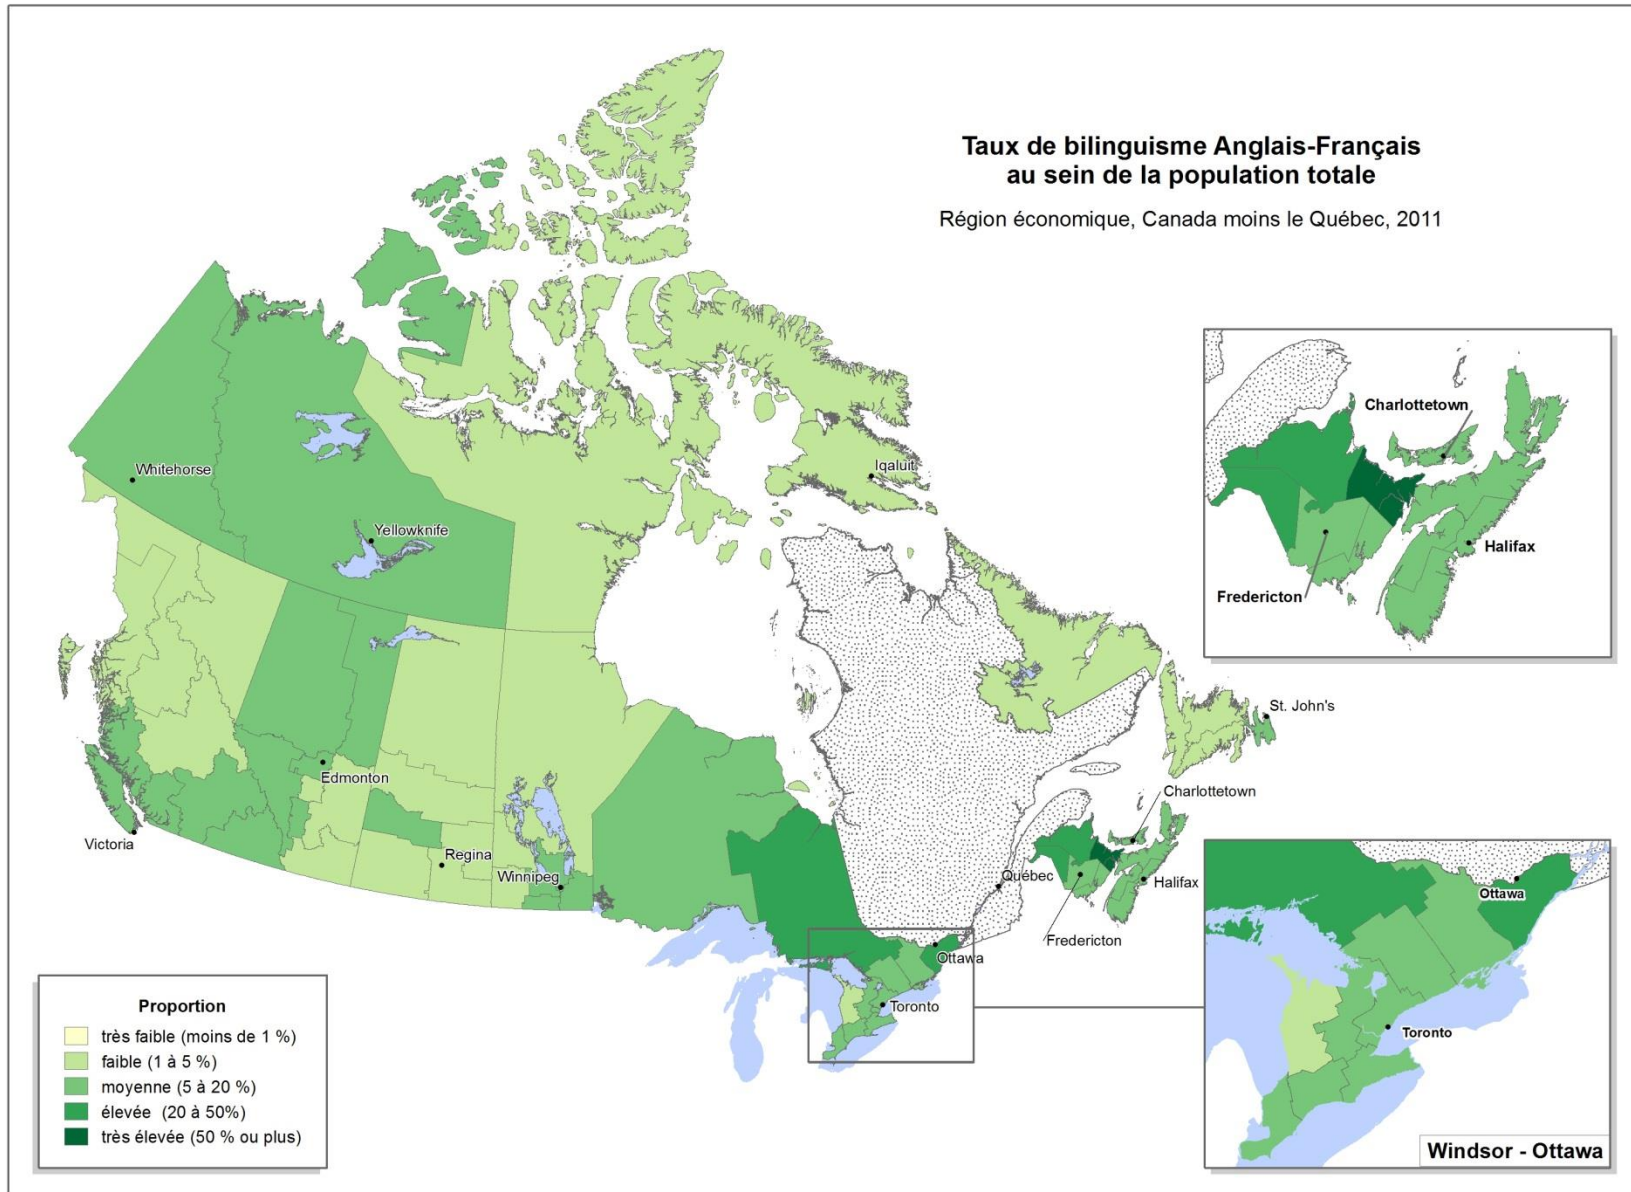 Taux de bilinguisme Anglais-Français
au sein de la population totale
Région économique, Canada moins le Québec, 2011
Whitehorse
Yellowknife
Iqaluit
Edmonton
Victoria
Regina
Winnipeg
St. John's
Charlottetown
Québec
Halifax
Fredericton
Ottawa
Toronto
Charlottetown
Halifax
Fredericton
Ottawa
Toronto
Windsor - Ottawa
Proportion
très faible (moins de 1 %)
faible (1 à 5 %)
moyenne (5 à 20 %)
élevée (20 à 50%)
très élevée (50 % ou plus)